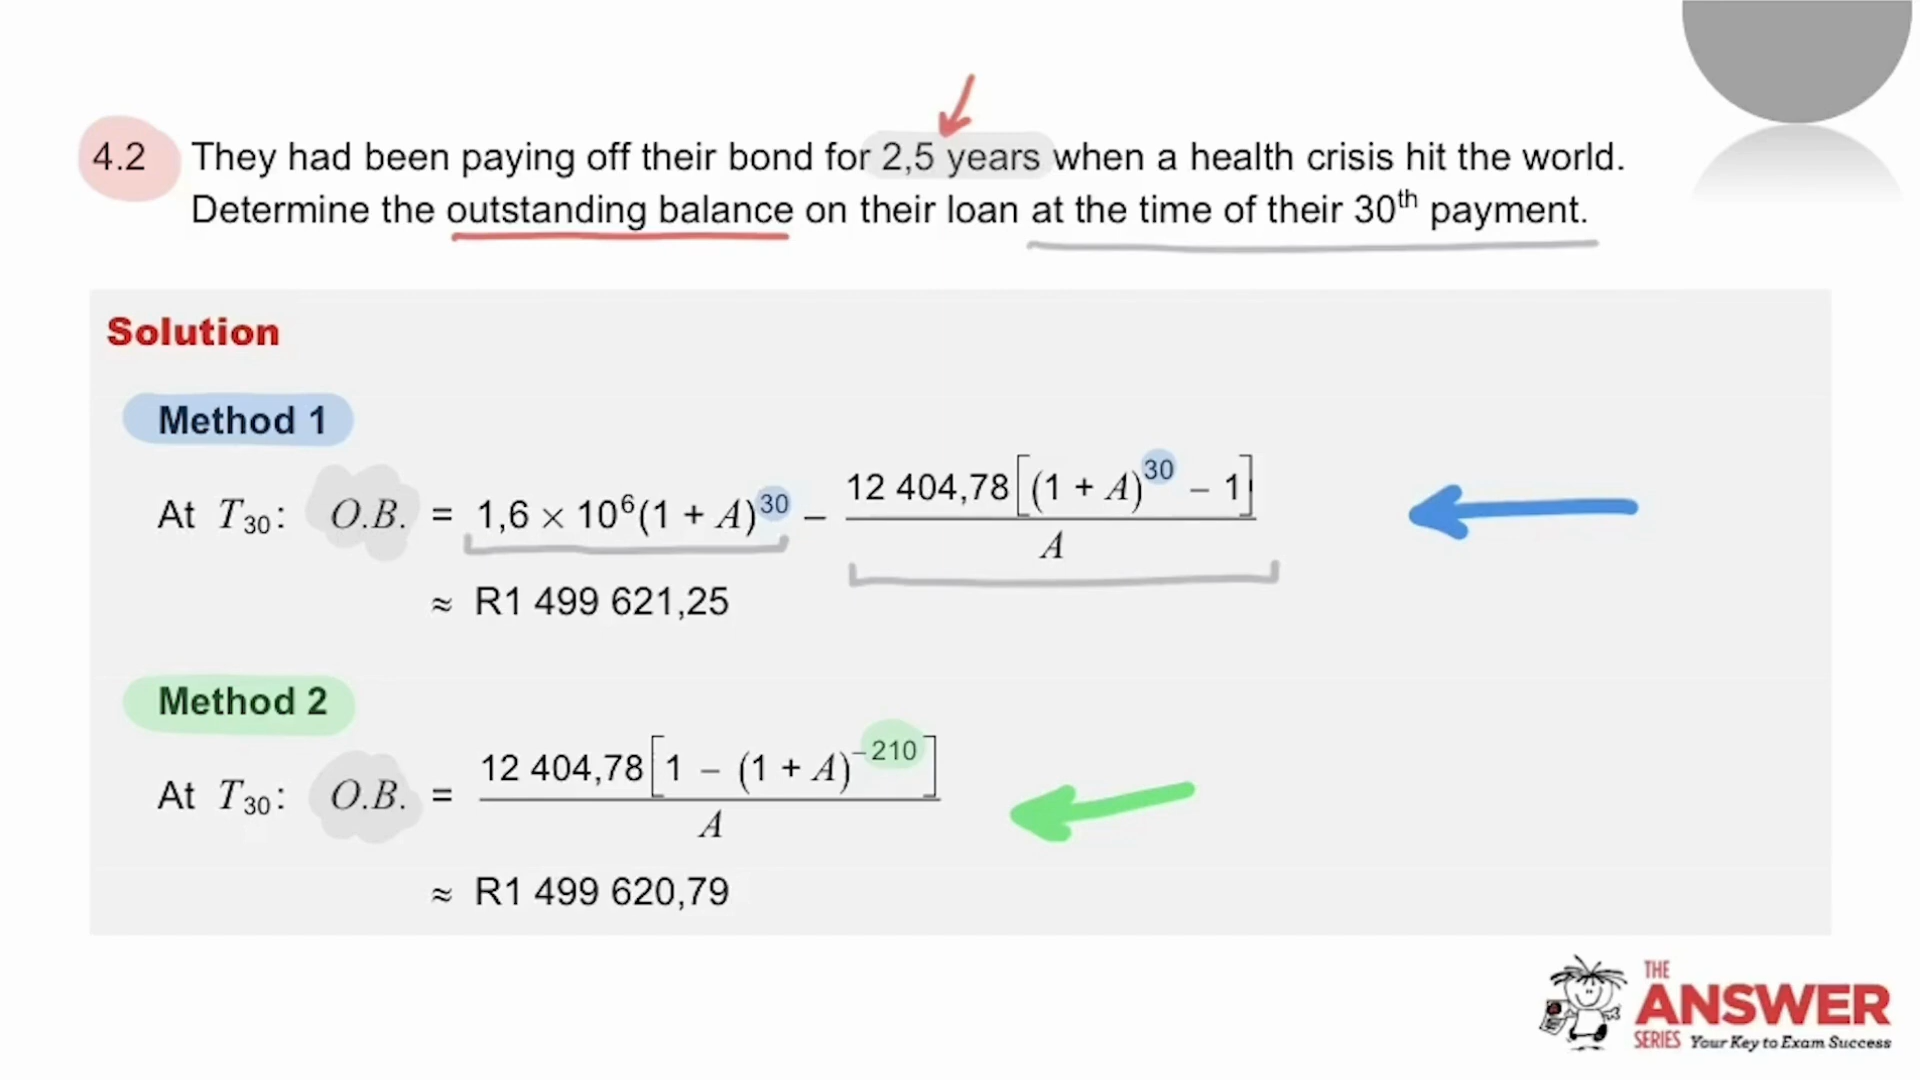 4.2 They had been paying off their bond for 2,5 years when a health crisis hit the world.
Determine the outstanding balance on their loan at the time of their 30th payment.
Solution
Method 1
At T₃₀: O.B. = 1,6 × 10⁶(1 + A)³⁰ – 12 404,78[(1 + A)³⁰ – 1] / A
≈ R1 499 621,25
Method 2
At T₃₀: O.B. = 12 404,78[1 – (1 + A)⁻²¹⁰] / A
≈ R1 499 620,79
THE
ANSWER
SERIES Your Key to Exam Success